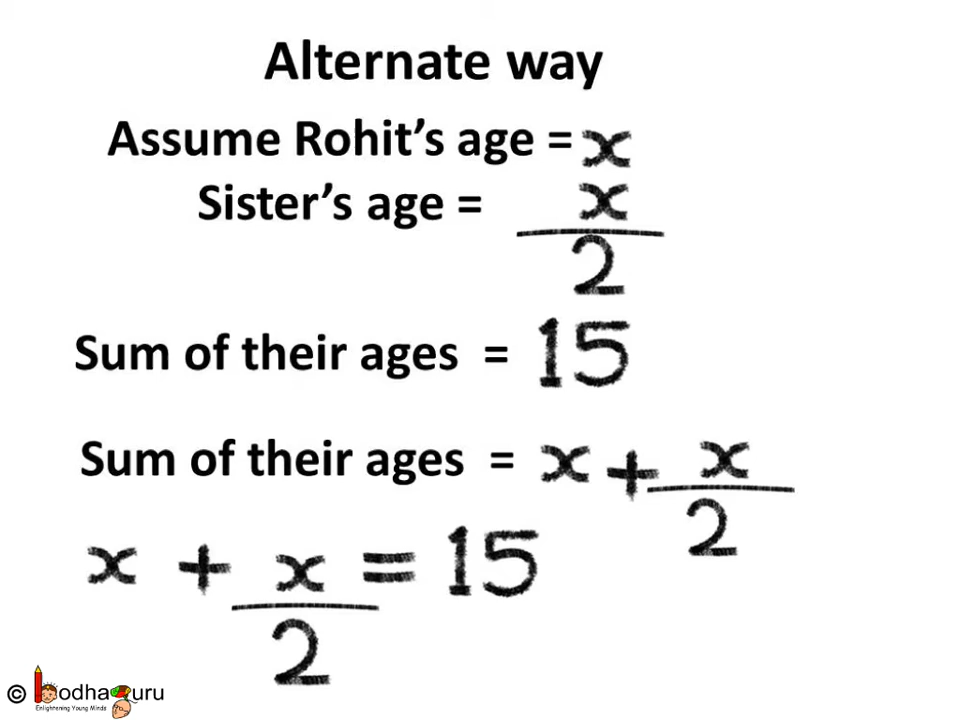 Alternate way
Assume Rohit's age = x
Sister's age = x/2
Sum of their ages = 15
Sum of their ages = x + x/2
x + x/2 = 15
© BodhaGuru
Enlightening Young Minds